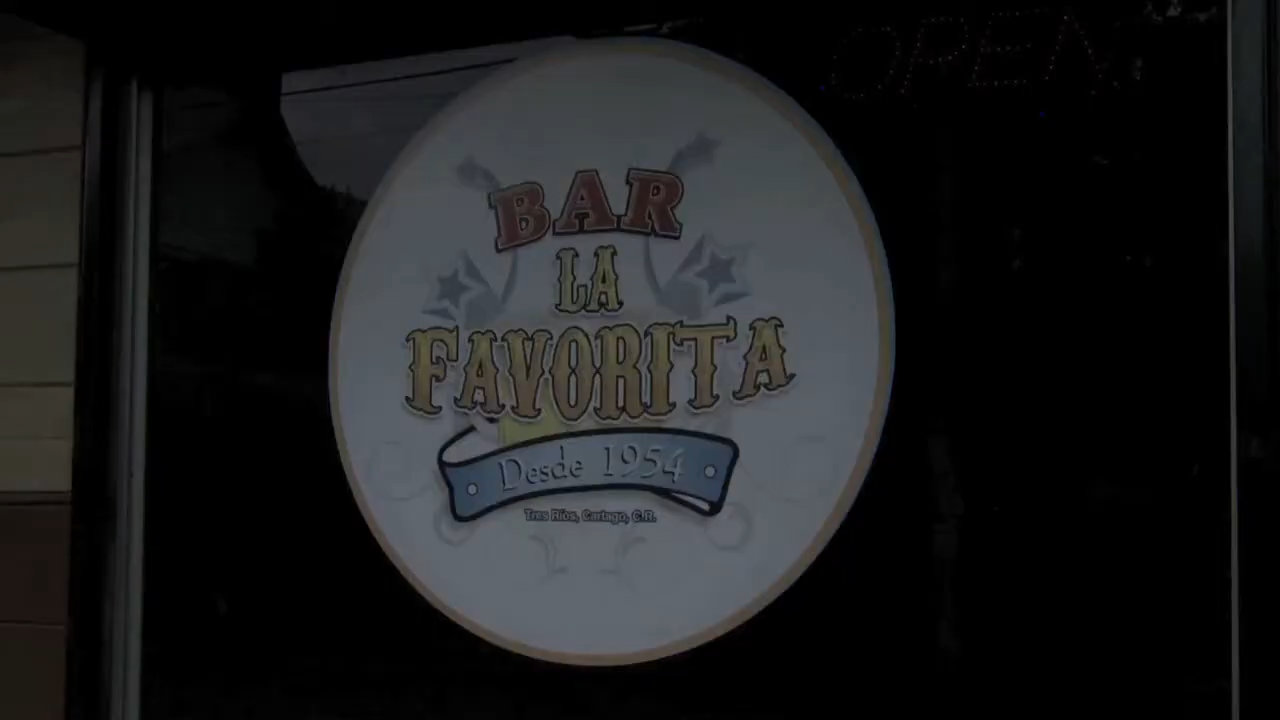 OPEN
BAR
LA
FAVORITA
Desde 1954
Tres Ríos, Cartago, C.R.